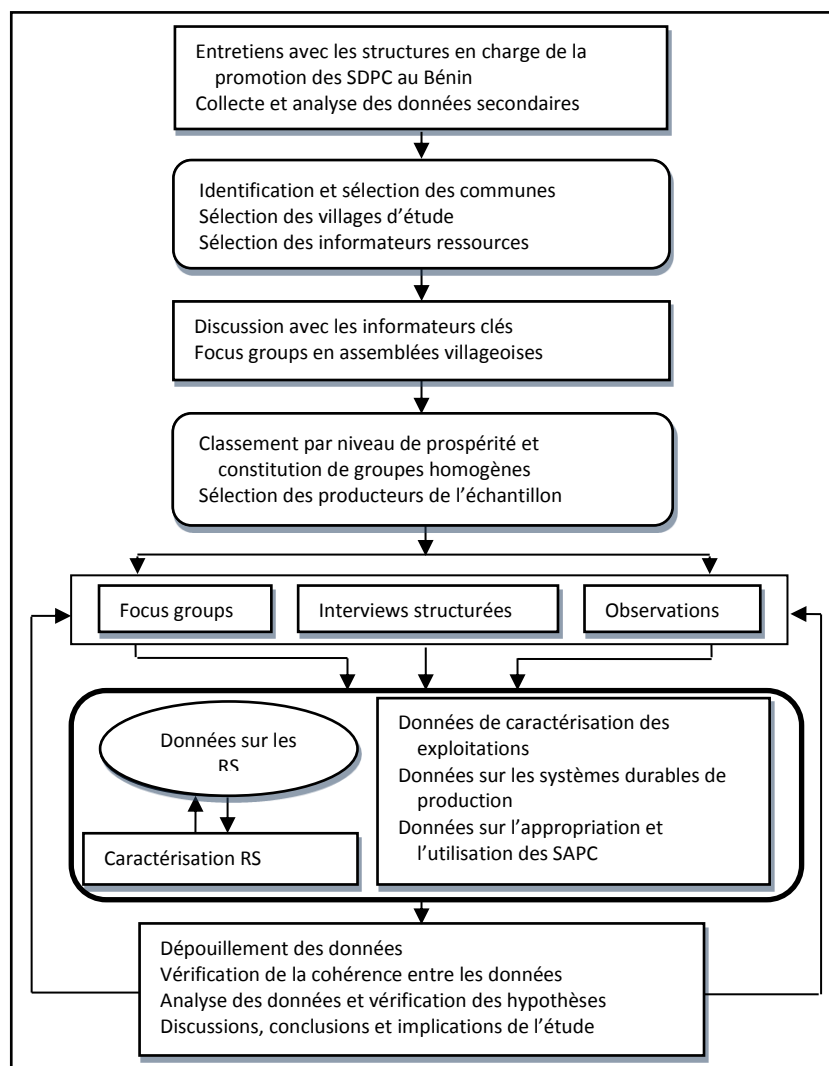 Entretiens avec les structures en charge de la
promotion des SDPC au Bénin
Collecte et analyse des données secondaires
Identification et sélection des communes
Sélection des villages d’étude
Sélection des informateurs ressources
Discussion avec les informateurs clés
Focus groups en assemblées villageoises
Classement par niveau de prospérité et
constitution de groupes homogènes
Sélection des producteurs de l’échantillon
Focus groups
Interviews structurées
Observations
Données sur les
RS
Caractérisation RS
Données de caractérisation des
exploitations
Données sur les systèmes durables de
production
Données sur l’appropriation et
l’utilisation des SAPC
Dépouillement des données
Vérification de la cohérence entre les données
Analyse des données et vérification des hypothèses
Discussions, conclusions et implications de l’étude